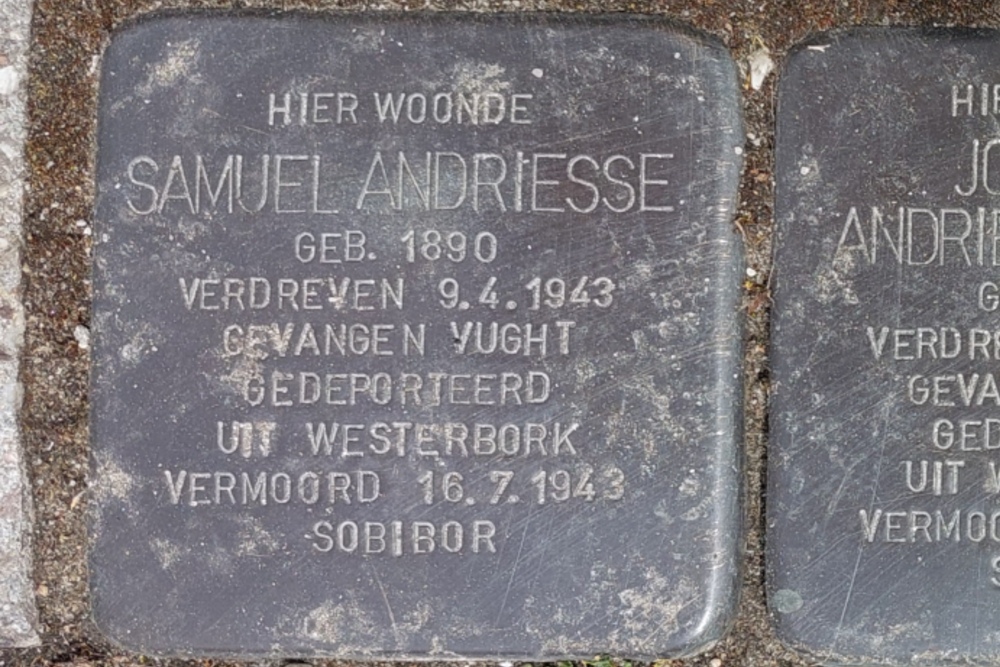 HIER WOONDE
SAMUEL ANDRIESSE
GEB. 1890
VERDREVEN 9.4.1943
GEVANGEN VUGHT
GEDEPORTEERD
UIT WESTERBORK
VERMOORD 16.7.1943
SOBIBOR
UIT